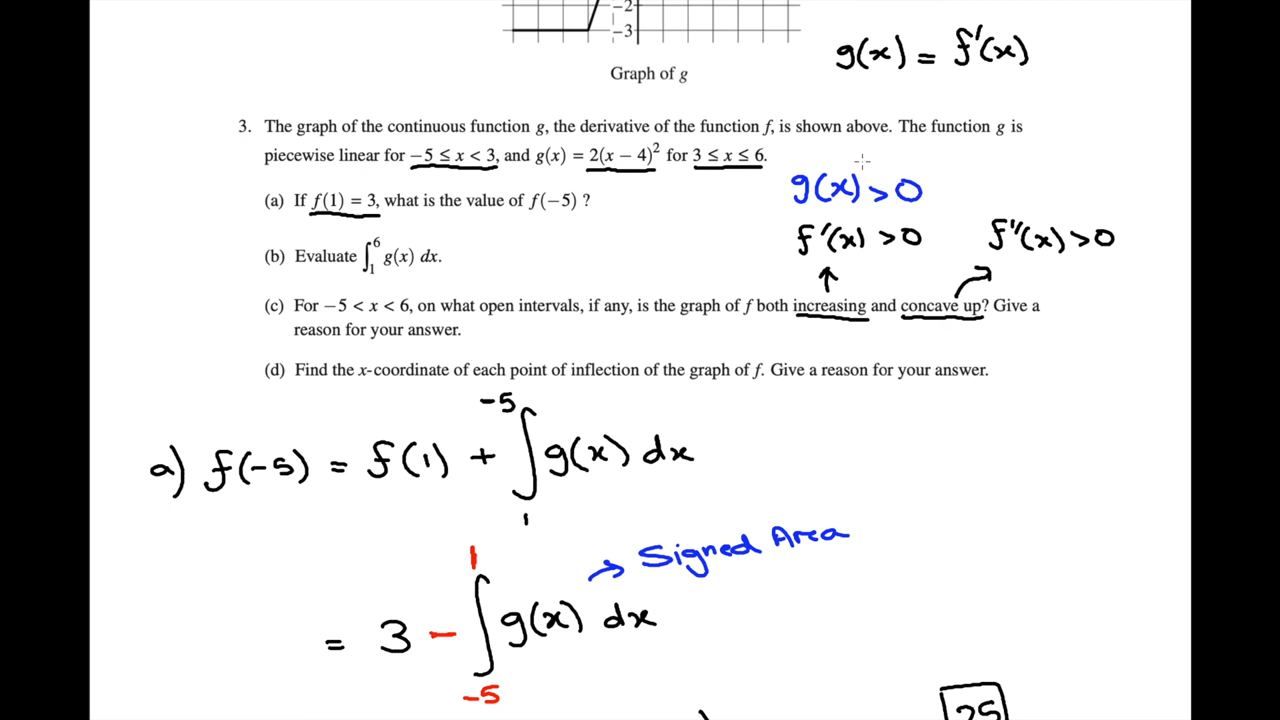 −2
−3
Graph of g
g(x) = f'(x)
3. The graph of the continuous function g, the derivative of the function f, is shown above. The function g is
piecewise linear for −5 ≤ x < 3, and g(x) = 2(x − 4)² for 3 ≤ x ≤ 6.
g(x) > 0
(a) If f(1) = 3, what is the value of f(−5) ?
f'(x) > 0 f''(x) > 0
(b) Evaluate ∫₁⁶ g(x) dx.
(c) For −5 < x < 6, on what open intervals, if any, is the graph of f both increasing and concave up? Give a
reason for your answer.
(d) Find the x-coordinate of each point of inflection of the graph of f. Give a reason for your answer.
a) f(-5) = f(1) + ∫₁⁻⁵ g(x) dx
→ Signed Area
= 3 - ∫₋₅¹ g(x) dx